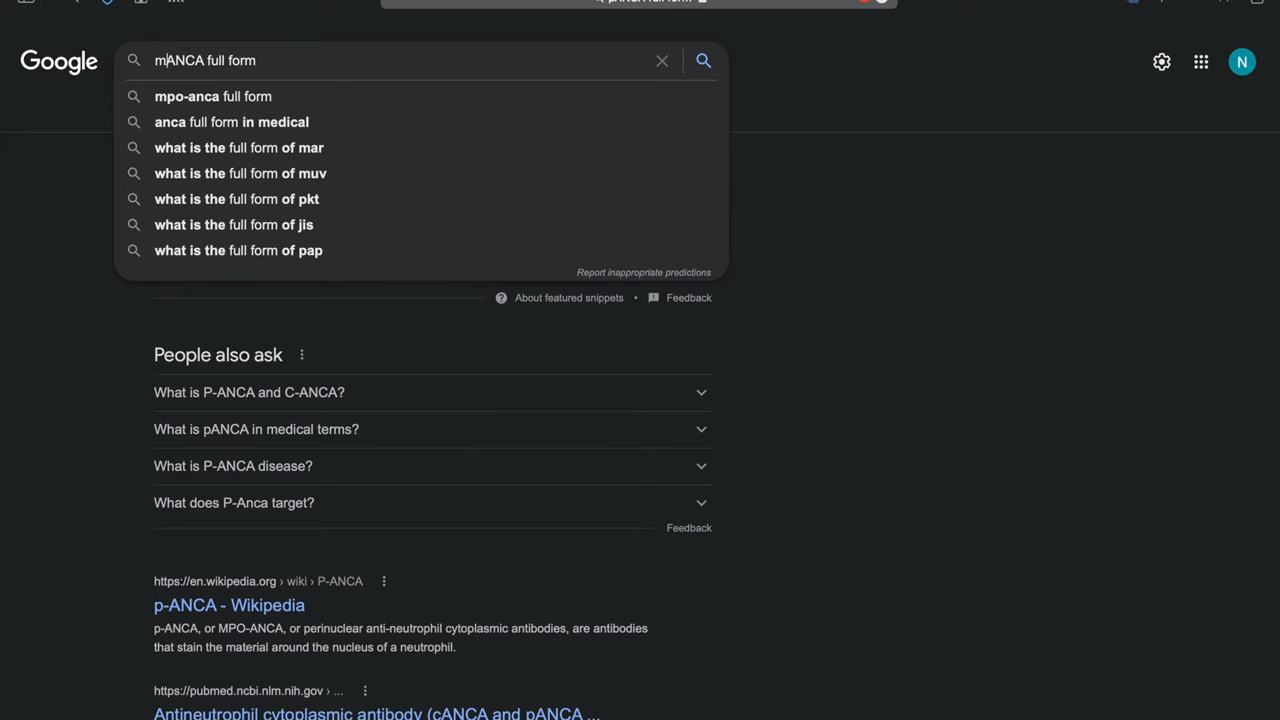 Google
mANCA full form
N
mpo-anca full form
anca full form in medical
what is the full form of mar
what is the full form of muv
what is the full form of pkt
what is the full form of jis
what is the full form of pap
Report inappropriate predictions
About featured snippets • Feedback
People also ask
What is P-ANCA and C-ANCA?
What is pANCA in medical terms?
What is P-ANCA disease?
What does P-Anca target?
Feedback
https://en.wikipedia.org › wiki › P-ANCA
p-ANCA - Wikipedia
p-ANCA, or MPO-ANCA, or perinuclear anti-neutrophil cytoplasmic antibodies, are antibodies
that stain the material around the nucleus of a neutrophil.
https://pubmed.ncbi.nlm.nih.gov › ...
Antineutrophil cytoplasmic antibody (cANCA and pANCA ...